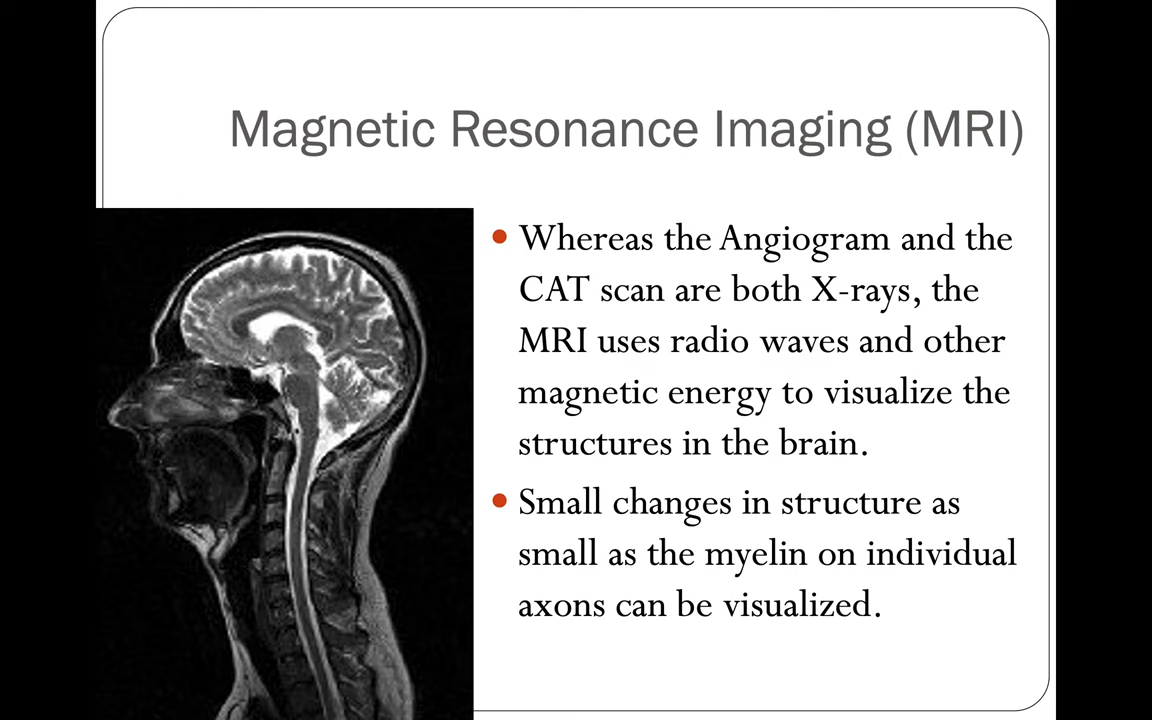 Magnetic Resonance Imaging (MRI)
• Whereas the Angiogram and the
CAT scan are both X-rays, the
MRI uses radio waves and other
magnetic energy to visualize the
structures in the brain.
• Small changes in structure as
small as the myelin on individual
axons can be visualized.